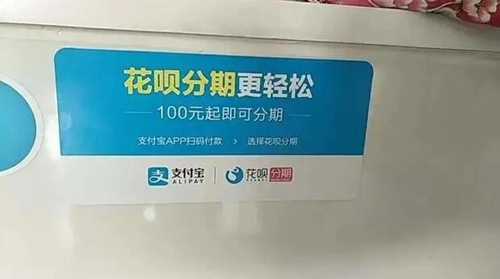 花呗分期更轻松
100元起即可分期
支付宝APP扫码付款 > 选择花呗分期
支付宝 花呗 分期
ALIPAY HUABEI